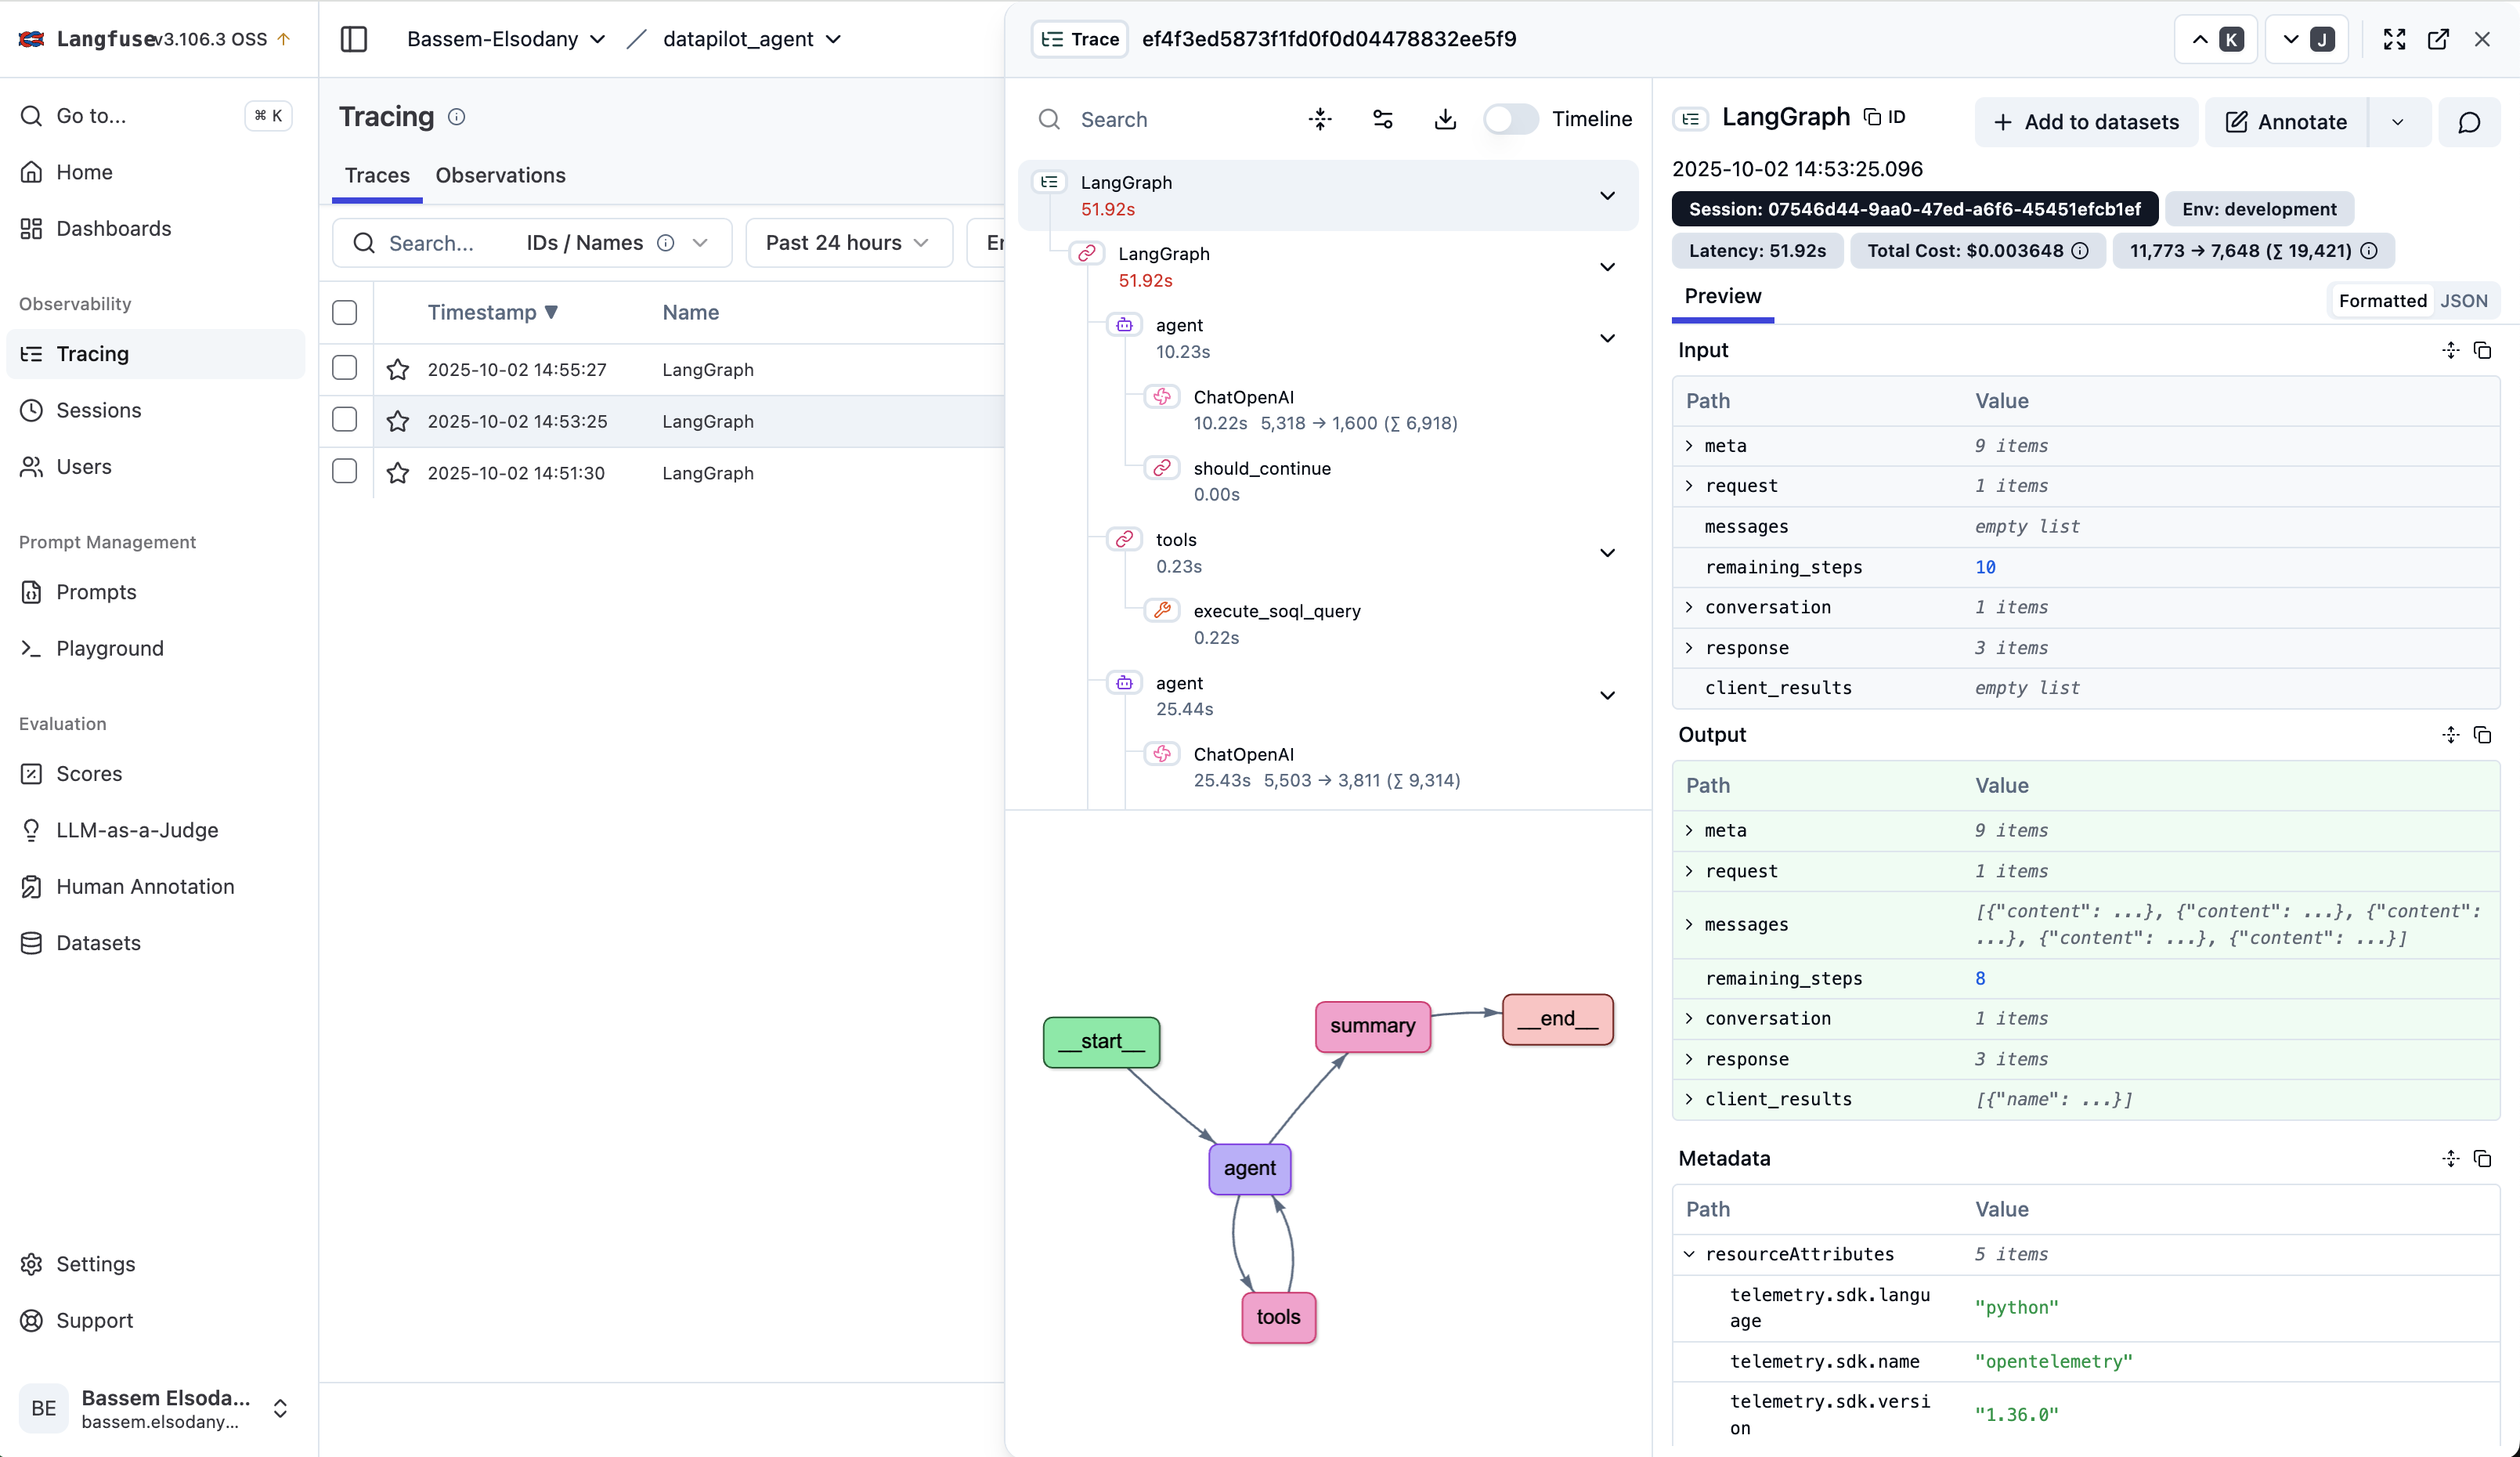 Langfuse v3.106.3 OSS
Go to... ⌘ K
Home
Dashboards
Observability
Tracing
Sessions
Users
Prompt Management
Prompts
Playground
Evaluation
Scores
LLM-as-a-Judge
Human Annotation
Datasets
Settings
Support
BE
Bassem Elsoda...
bassem.elsodany...
Bassem-Elsodany / datapilot_agent
Tracing
Traces Observations
Search... IDs / Names Past 24 hours
Timestamp ▼ Name
2025-10-02 14:55:27 LangGraph
2025-10-02 14:53:25 LangGraph
2025-10-02 14:51:30 LangGraph
Trace ef4f3ed5873f1fd0f0d04478832ee5f9
K J
Search Timeline
LangGraph
51.92s
LangGraph
51.92s
agent
10.23s
ChatOpenAI
10.22s 5,318 → 1,600 (∑ 6,918)
should_continue
0.00s
tools
0.23s
execute_soql_query
0.22s
agent
25.44s
ChatOpenAI
25.43s 5,503 → 3,811 (∑ 9,314)
__start__
summary
__end__
agent
tools
LangGraph ID
Add to datasets Annotate
2025-10-02 14:53:25.096
Session: 07546d44-9aa0-47ed-a6f6-45451efcb1ef Env: development
Latency: 51.92s Total Cost: $0.003648 11,773 → 7,648 (∑ 19,421)
Preview Formatted JSON
Input
Path Value
meta 9 items
request 1 items
messages empty list
remaining_steps 10
conversation 1 items
response 3 items
client_results empty list
Output
Path Value
meta 9 items
request 1 items
messages [{"content": ...}, {"content": ...}, {"content":
...}, {"content": ...}, {"content": ...}]
remaining_steps 8
conversation 1 items
response 3 items
client_results [{"name": ...}]
Metadata
Path Value
resourceAttributes 5 items
telemetry.sdk.langu
age "python"
telemetry.sdk.name "opentelemetry"
telemetry.sdk.versi
on "1.36.0"